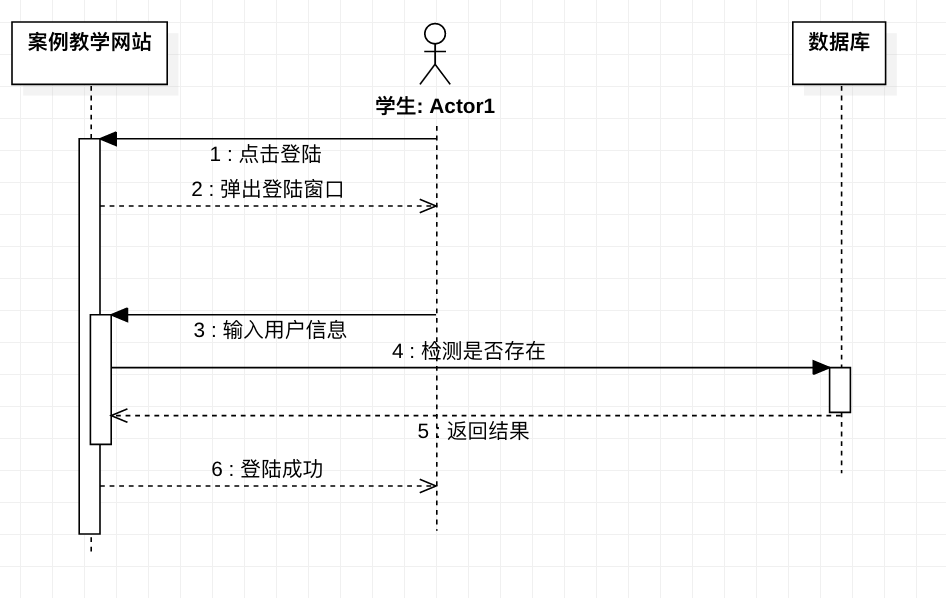 案例教学网站
数据库
学生: Actor1
1 : 点击登陆
2 : 弹出登陆窗口
3 : 输入用户信息
4 : 检测是否存在
5 : 返回结果
6 : 登陆成功